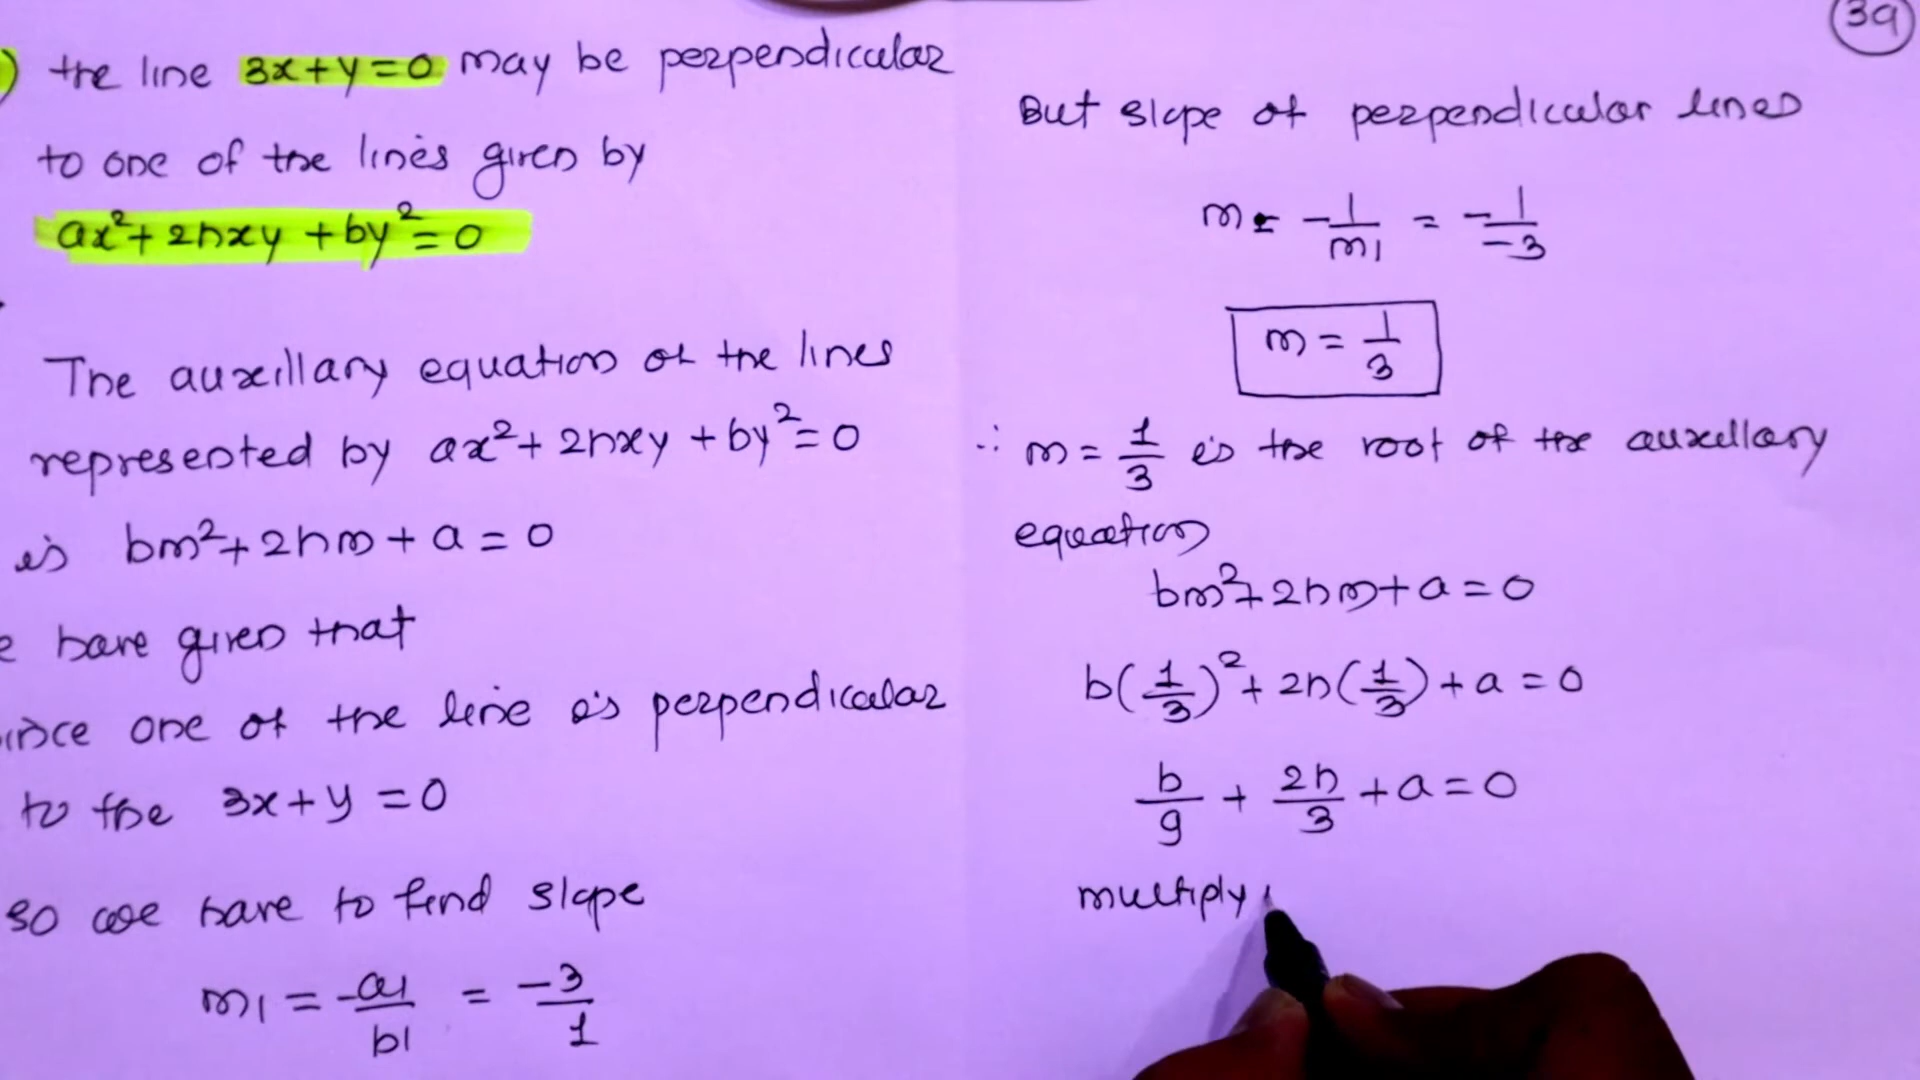 the line 3x+y=0 may be perpendicular
to one of the lines given by
ax²+2hxy+by²=0
The auxillary equation of the lines
represented by ax²+2hxy+by²=0
is bm²+2hm+a=0
have given that
since one of the line is perpendicular
to the 3x+y=0
so we have to find slope
m1 = -a1/b1 = -3/1
39
But slope of perpendicular lines
m = -1/m1 = -1/-3
m = 1/3
∴ m = 1/3 is the root of the auxillary
equation
bm²+2hm+a=0
b(1/3)²+2h(1/3)+a=0
b/9 + 2h/3 +a=0
multiply